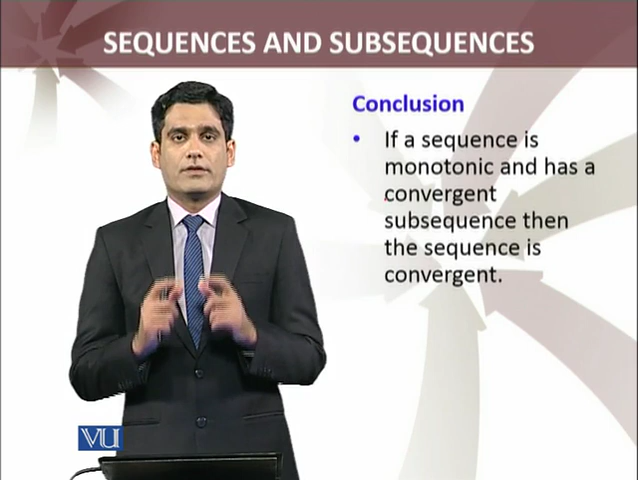 SEQUENCES AND SUBSEQUENCES
Conclusion
• If a sequence is
monotonic and has a
convergent
subsequence then
the sequence is
convergent.
VU